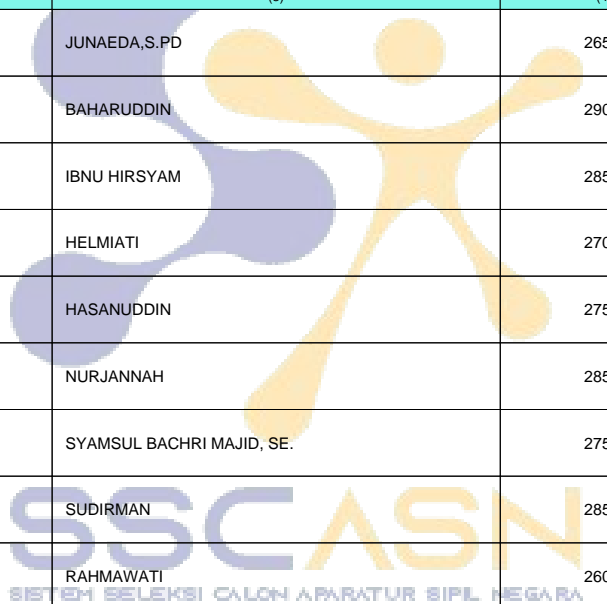 (3)
JUNAEDA,S.PD 265
BAHARUDDIN 290
IBNU HIRSYAM 285
HELMIATI 270
HASANUDDIN 275
NURJANNAH 285
SYAMSUL BACHRI MAJID, SE. 275
SUDIRMAN 285
RAHMAWATI 260
SSCASN
SISTEM SELEKSI CALON APARATUR SIPIL NEGARA